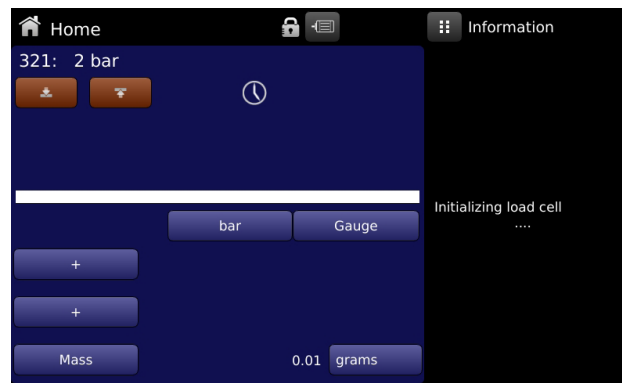 Home
Information
321: 2 bar
Initializing load cell
....
bar
Gauge
+
+
Mass
0.01
grams